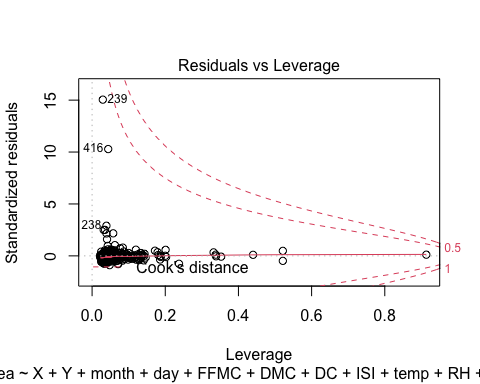 Residuals vs Leverage
Standardized residuals
15
10
5
0
239
416
238
Cook's distance
0.5
1
0.0 0.2 0.4 0.6 0.8
Leverage
ea ~ X + Y + month + day + FFMC + DMC + DC + ISI + temp + RH +